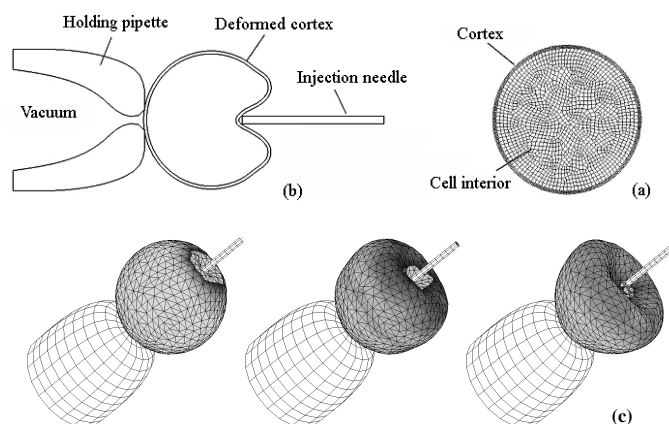 Holding pipette
Deformed cortex
Injection needle
Vacuum
(b)
Cortex
Cell interior
(a)
(c)